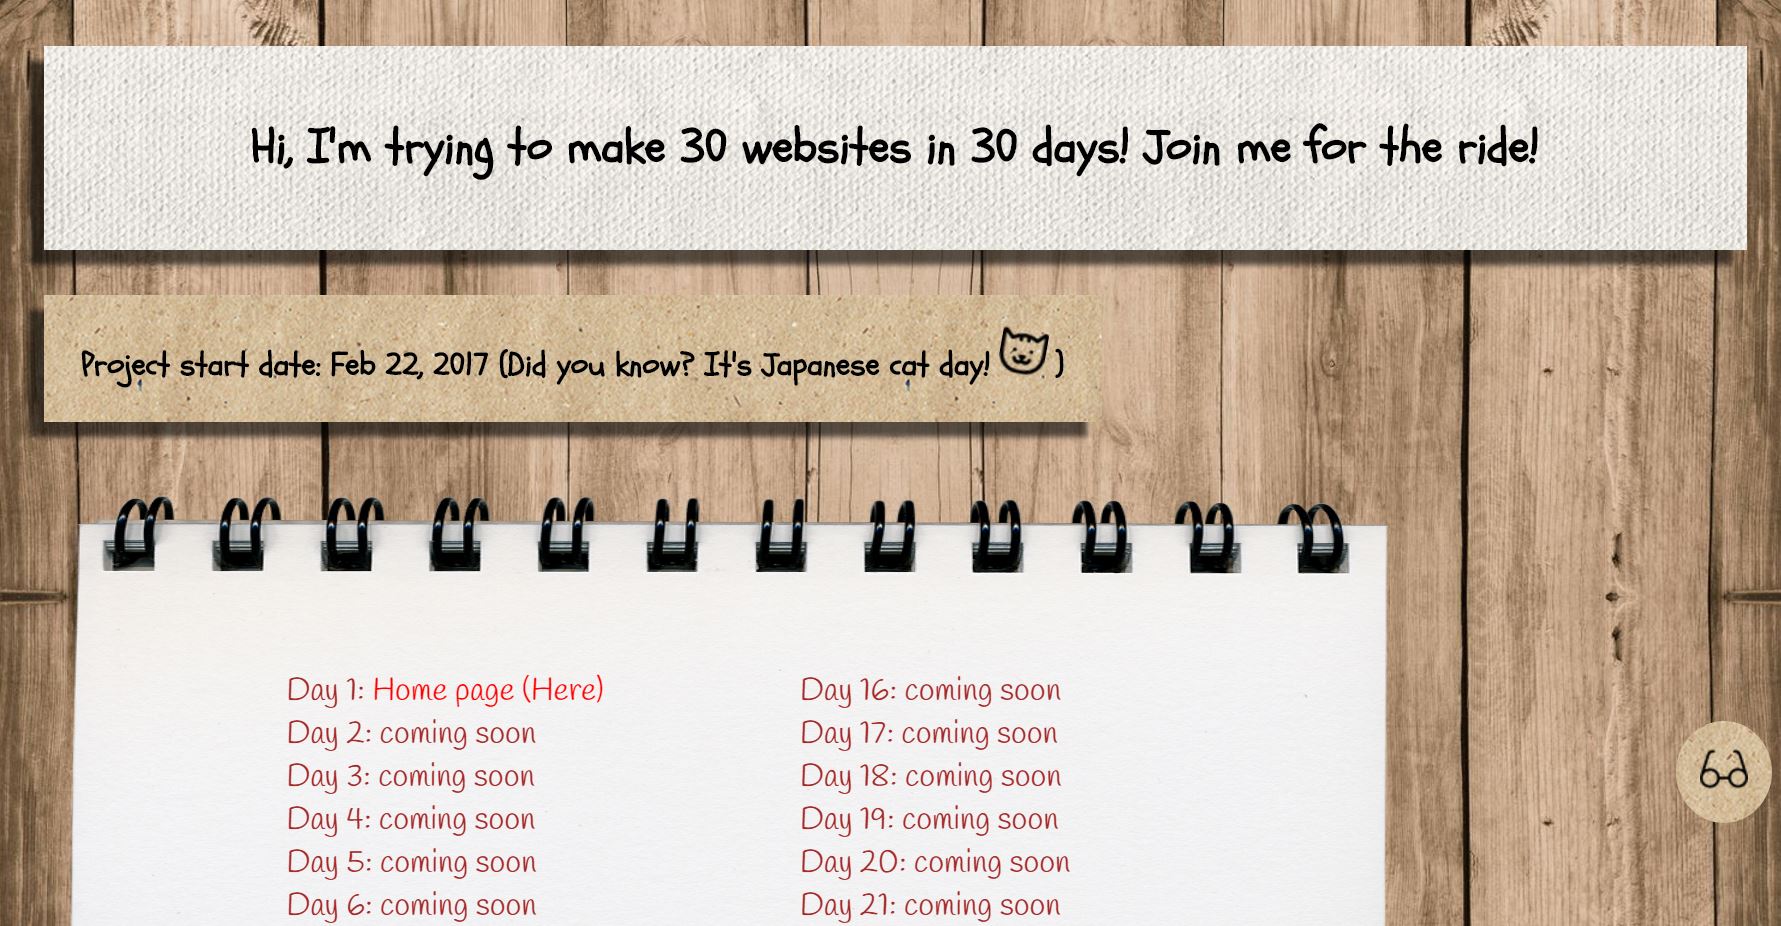 Hi, I'm trying to make 30 websites in 30 days! Join me for the ride!
Project start date: Feb 22, 2017 (Did you know? It's Japanese cat day! )
Day 1: Home page (Here)
Day 2: coming soon
Day 3: coming soon
Day 4: coming soon
Day 5: coming soon
Day 6: coming soon
Day 16: coming soon
Day 17: coming soon
Day 18: coming soon
Day 19: coming soon
Day 20: coming soon
Day 21: coming soon